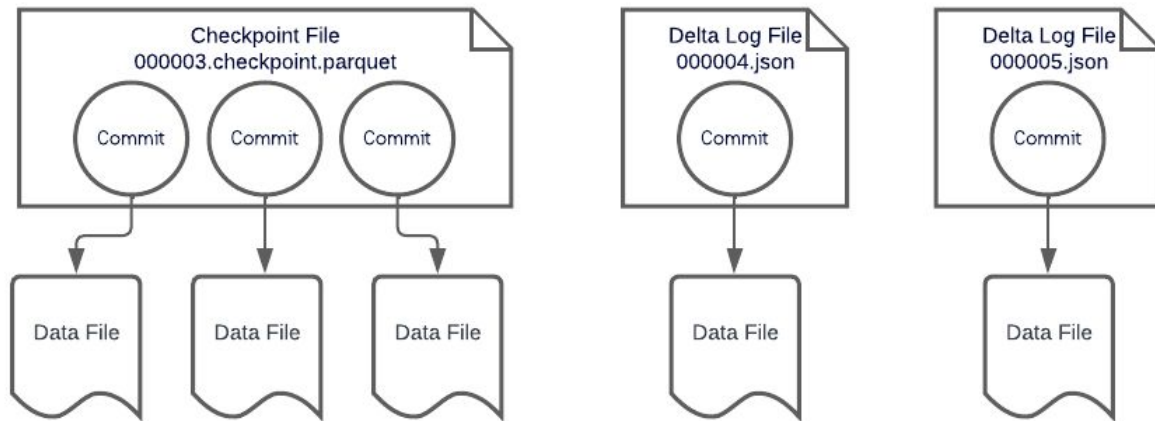 Checkpoint File
000003.checkpoint.parquet
Commit
Commit
Commit
Data File
Data File
Data File
Delta Log File
000004.json
Commit
Data File
Delta Log File
000005.json
Commit
Data File